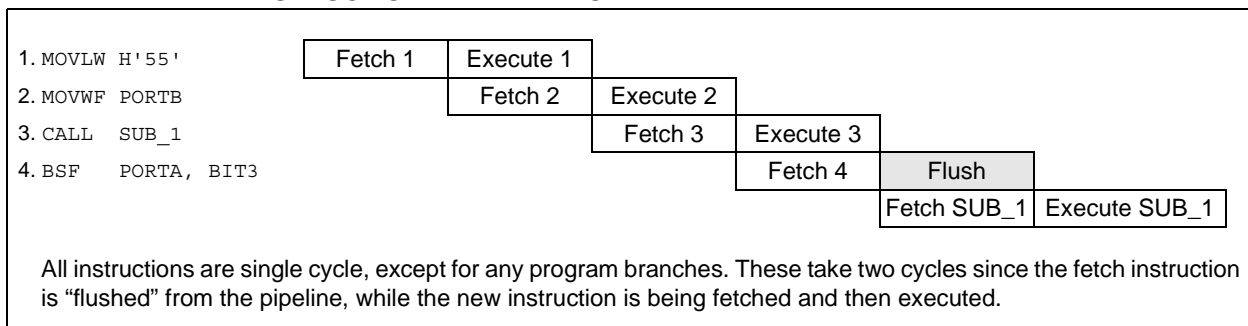 1. MOVLW H'55' Fetch 1 Execute 1
2. MOVWF PORTB Fetch 2 Execute 2
3. CALL SUB_1 Fetch 3 Execute 3
4. BSF PORTA, BIT3 Fetch 4 Flush
Fetch SUB_1 Execute SUB_1
All instructions are single cycle, except for any program branches. These take two cycles since the fetch instruction
is “flushed” from the pipeline, while the new instruction is being fetched and then executed.